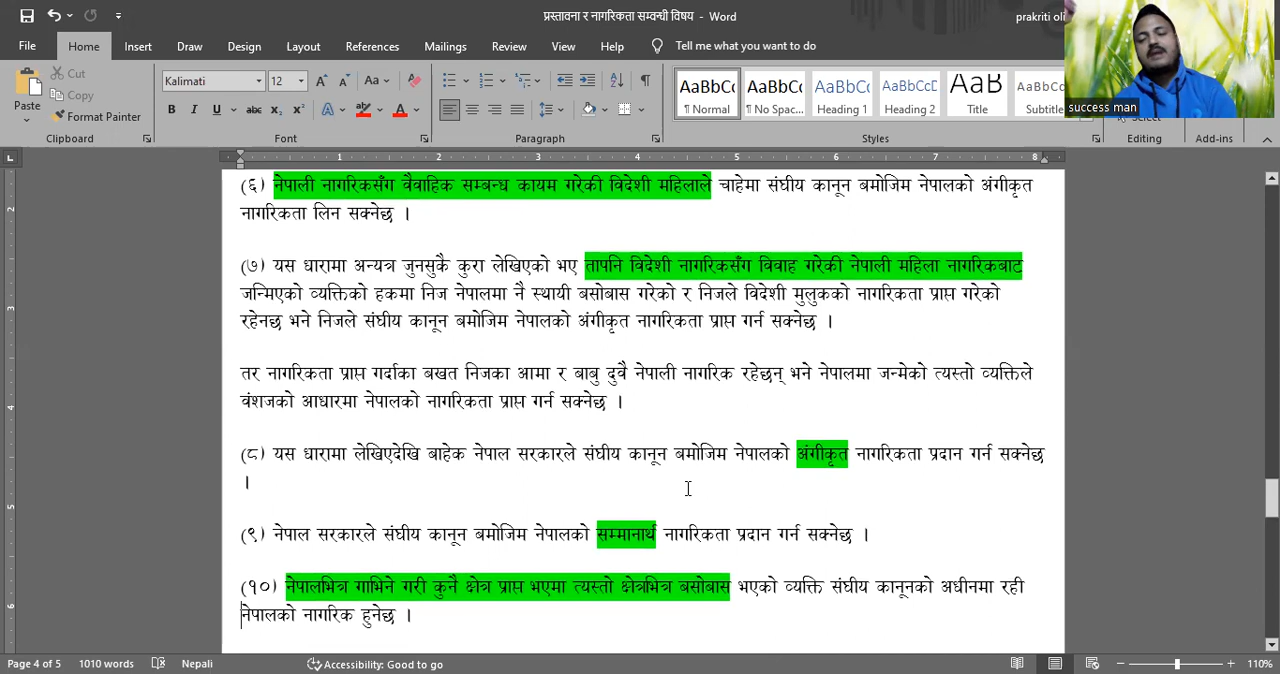 प्रस्तावना र नागरिकता सम्वन्धी विषय - Word
prakriti oli
File Home Insert Draw Design Layout References Mailings Review View Help Tell me what you want to do
success man
Paste
Cut
Copy
Format Painter
Kalimati 12
AaBbCc AaBbCc AaBbCc AaBbCcD AaB AaBbCc
¶ Normal ¶ No Spac... Heading 1 Heading 2 Title Subtitle
Clipboard Font Paragraph Styles Editing Add-ins
(६) नेपाली नागरिकसँग वैवाहिक सम्बन्ध कायम गरेकी विदेशी महिलाले चाहेमा संघीय कानून बमोजिम नेपालको अंगीकृत
नागरिकता लिन सक्नेछ ।
(७) यस धारामा अन्यत्र जुनसुकै कुरा लेखिएको भए तापनि विदेशी नागरिकसँग विवाह गरेकी नेपाली महिला नागरिकबाट
जन्मिएको व्यक्तिको हकमा निज नेपालमा नै स्थायी बसोबास गरेको र निजले विदेशी मुलुकको नागरिकता प्राप्त गरेको
रहेनछ भने निजले संघीय कानून बमोजिम नेपालको अंगीकृत नागरिकता प्राप्त गर्न सक्नेछ ।
तर नागरिकता प्राप्त गर्दाका बखत निजका आमा र बाबु दुवै नेपाली नागरिक रहेछन् भने नेपालमा जन्मेको त्यस्तो व्यक्तिले
वंशजको आधारमा नेपालको नागरिकता प्राप्त गर्न सक्नेछ ।
(८) यस धारामा लेखिएदेखि बाहेक नेपाल सरकारले संघीय कानून बमोजिम नेपालको अंगीकृत नागरिकता प्रदान गर्न सक्नेछ
।
(९) नेपाल सरकारले संघीय कानून बमोजिम नेपालको सम्मानार्थ नागरिकता प्रदान गर्न सक्नेछ ।
(१०) नेपालभित्र गाभिने गरी कुनै क्षेत्र प्राप्त भएमा त्यस्तो क्षेत्रभित्र बसोबास भएको व्यक्ति संघीय कानूनको अधीनमा रही
नेपालको नागरिक हुनेछ ।
Page 4 of 5 1010 words Nepali Accessibility: Good to go 110%